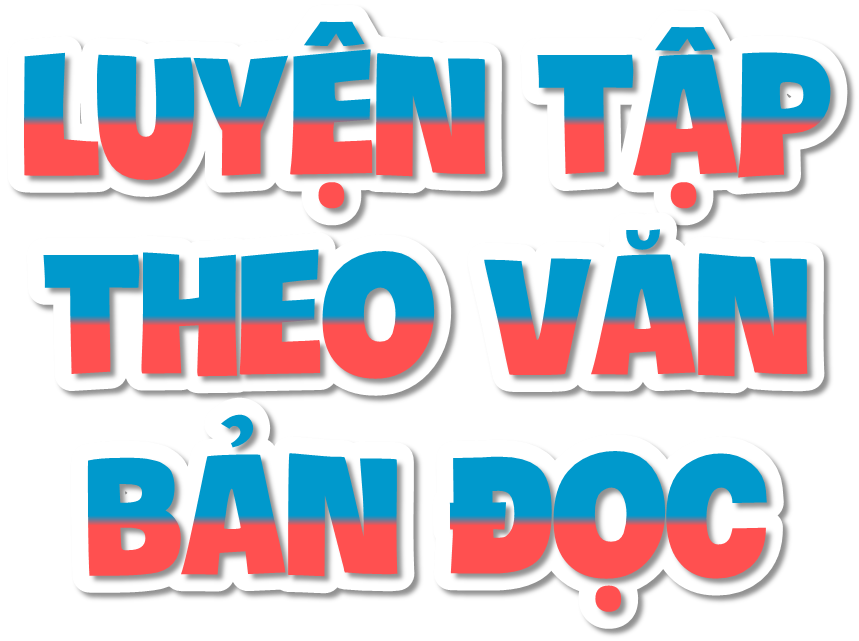 LUYỆN TẬP
THEO VĂN
BẢN ĐỌC